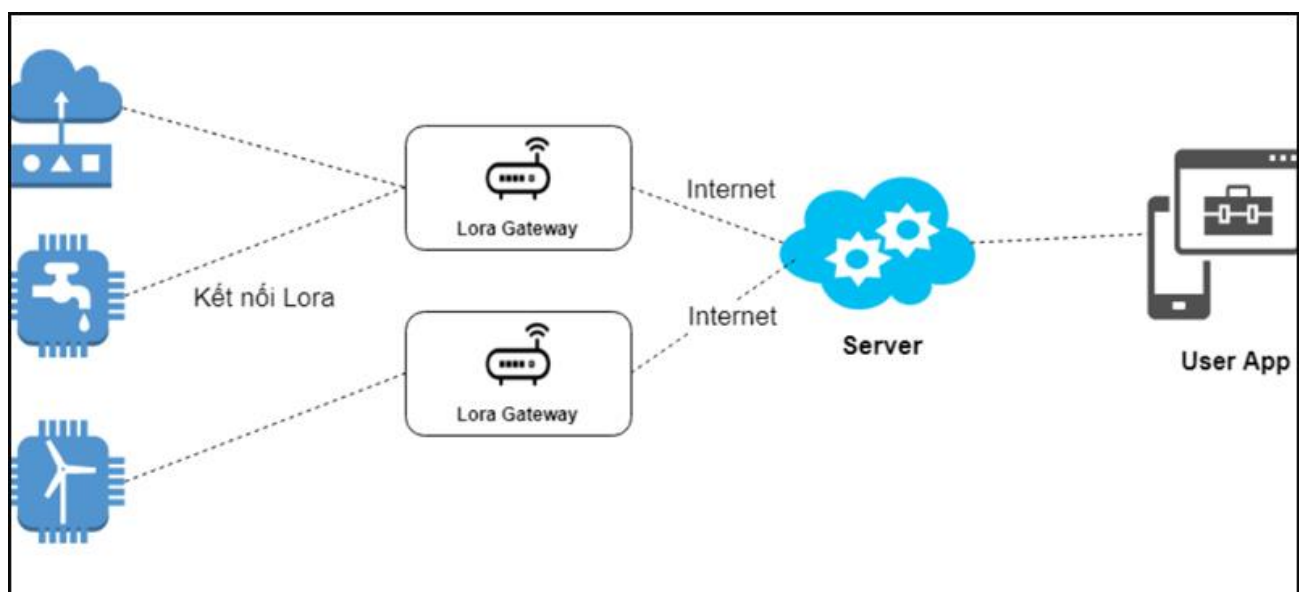 Lora Gateway
Internet
Kết nối Lora
Internet
Server
User App
Lora Gateway